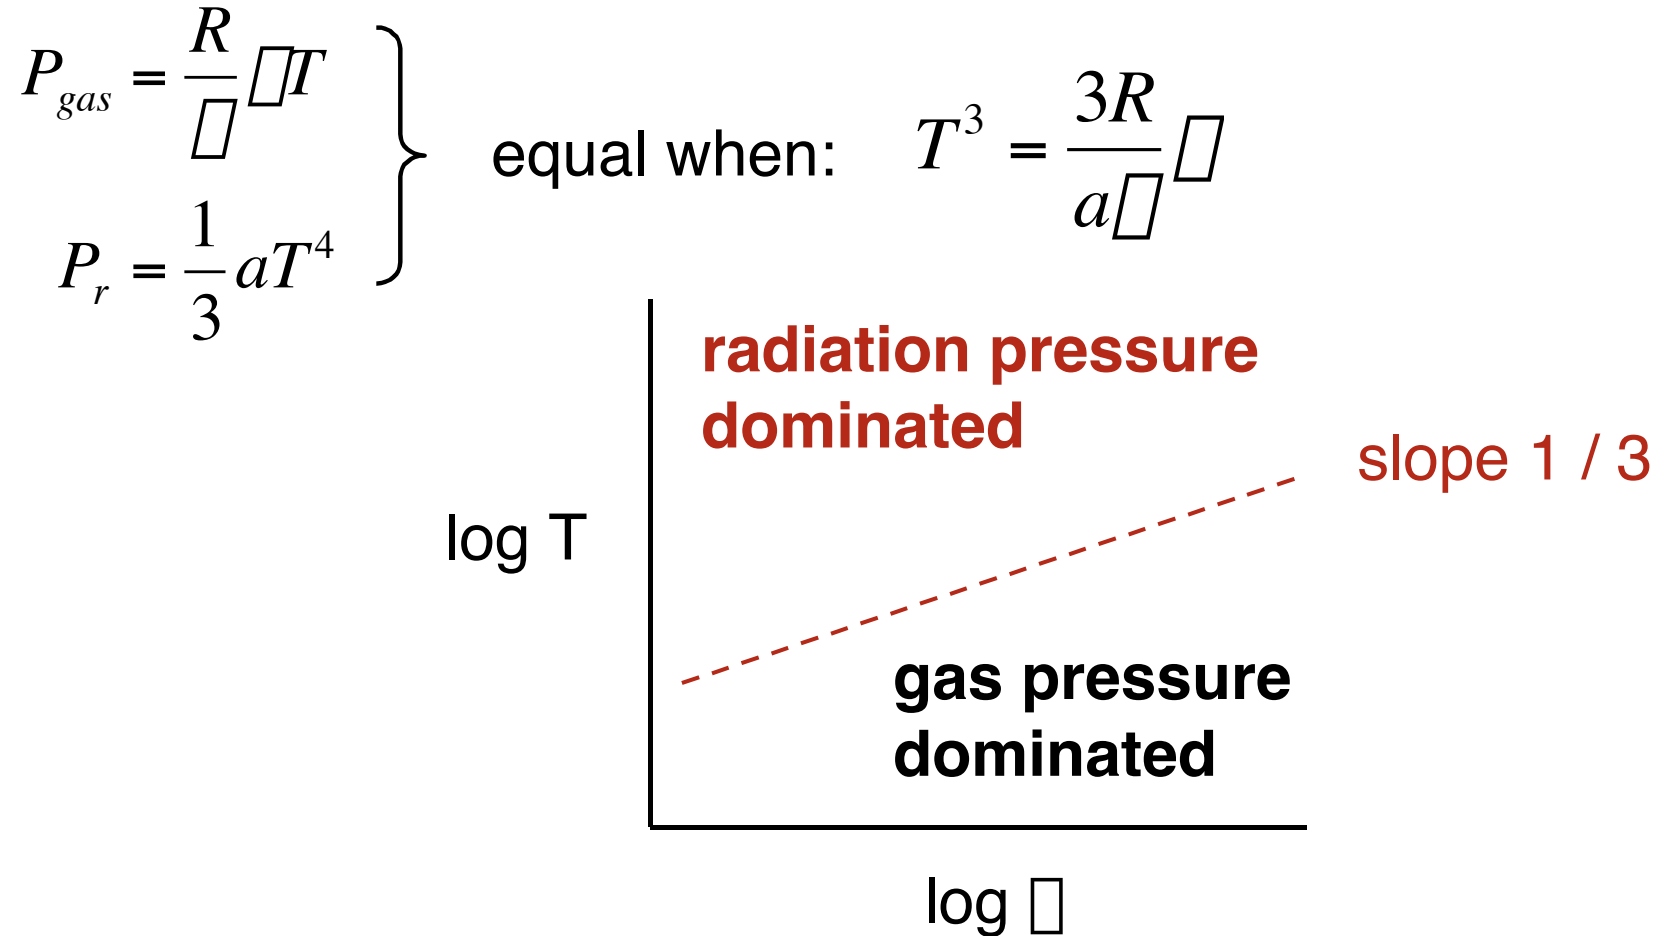 P_gas = R/▯ ▯T
P_r = 1/3 aT^4
equal when: T^3 = 3R/a▯ ▯
radiation pressure
dominated
slope 1 / 3
log T
gas pressure
dominated
log ▯